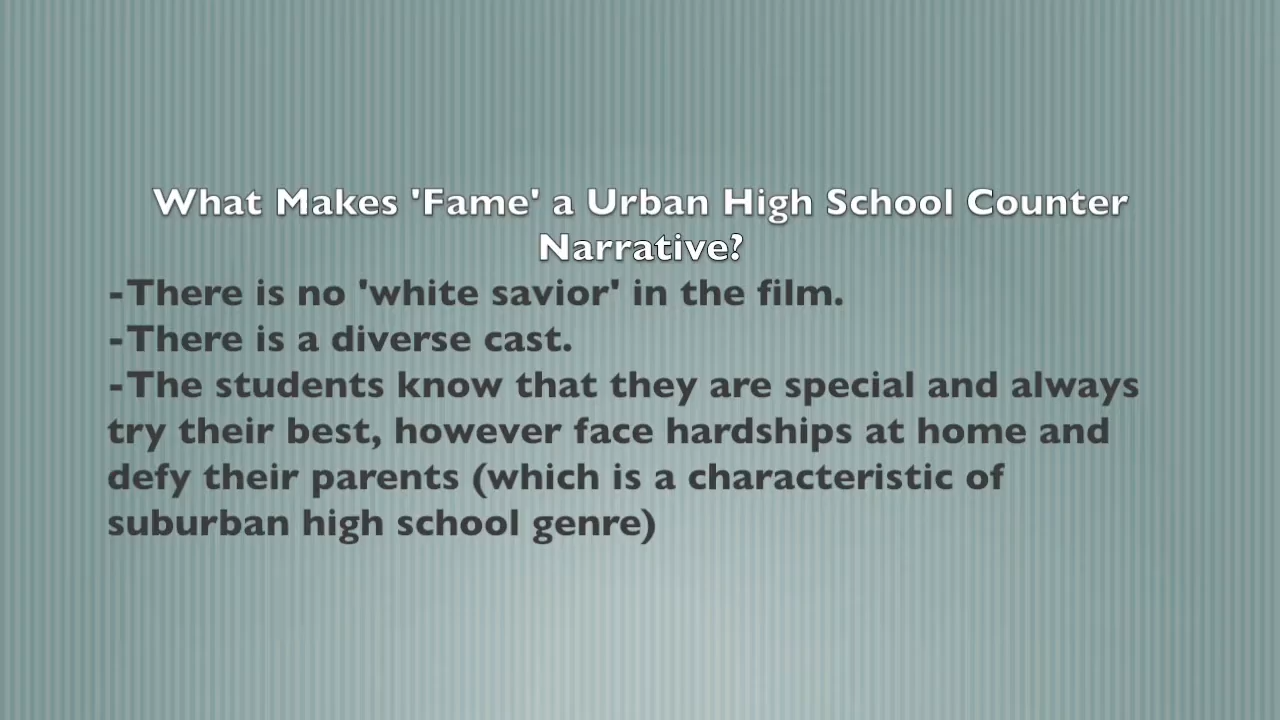 What Makes 'Fame' a Urban High School Counter
Narrative?
-There is no 'white savior' in the film.
-There is a diverse cast.
-The students know that they are special and always
try their best, however face hardships at home and
defy their parents (which is a characteristic of
suburban high school genre)